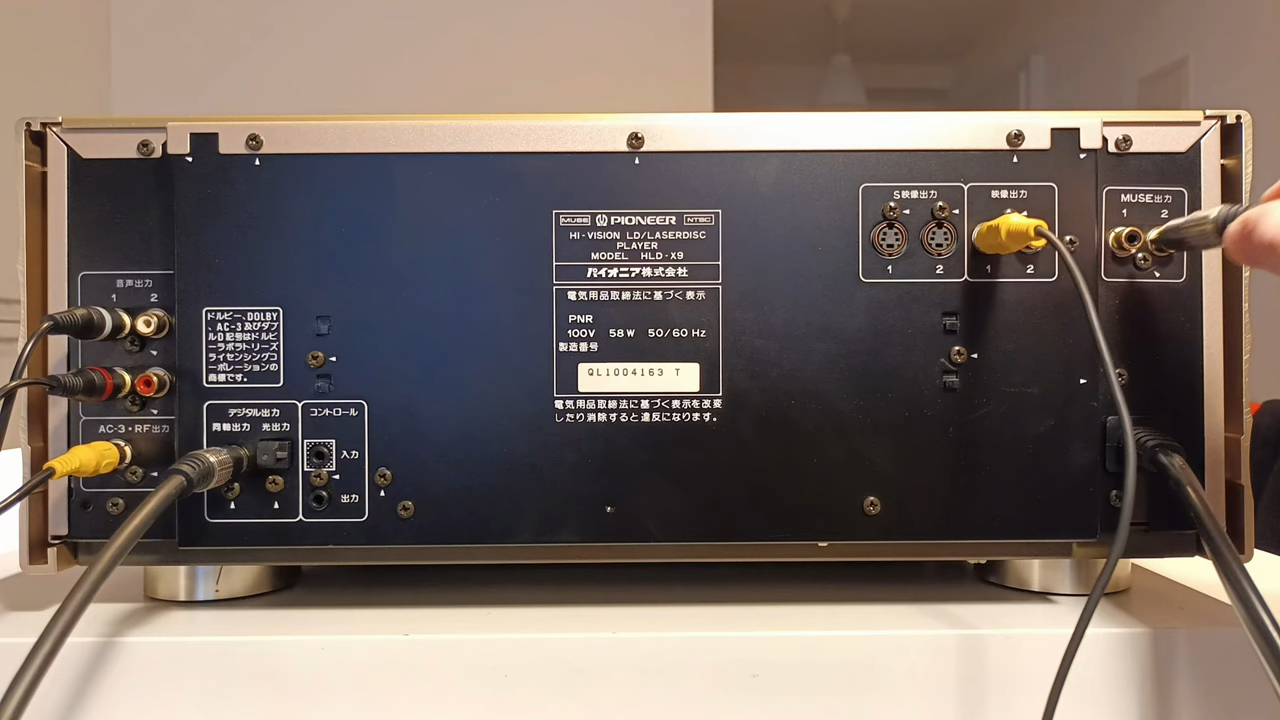 MUSE PIONEER NTSC
HI-VISION LD/LASERDISC
PLAYER
MODEL HLD-X9
パイオニア株式会社
電気用品取締法に基づく表示
PNR
100V 58W 50/60Hz
製造番号
QL1004163 T
電気用品取締法に基づく表示を改変
したり消除すると違反になります。
S映像出力
1 2
映像出力
1 2
MUSE出力
1 2
音声出力
1 2
AC-3・RF出力
ドルビー、DOLBY
、AC-3及びダブ
ルD記号はドルビ
ーラボラトリーズ
ライセンシングコ
ーポレーションの
商標です。
デジタル出力
同軸出力 光出力
コントロール
入力
出力